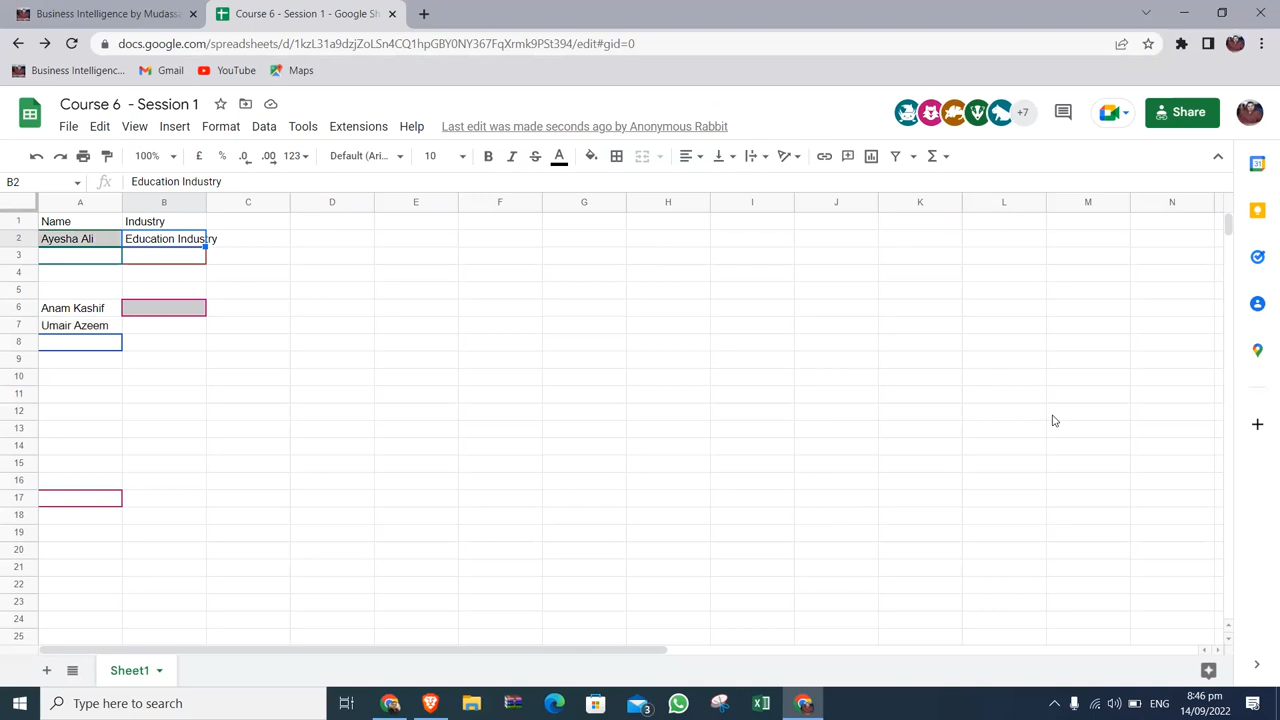 Business Intelligence by Mudassa
Course 6 - Session 1 - Google Sh
docs.google.com/spreadsheets/d/1kzL31a9dzjZoLSn4CQ1hpGBY0NY367FqXrmk9PSt394/edit#gid=0
Business Intelligenc... Gmail YouTube Maps
Course 6 - Session 1
+7 Share
File Edit View Insert Format Data Tools Extensions Help Last edit was made seconds ago by Anonymous Rabbit
100% £ % .0 .00 123 Default (Ari... 10 B I S A Σ
B2 fx Education Industry
A B C D E F G H I J K L M N
1 Name Industry
2 Ayesha Ali Education Industry
3
4
5
6 Anam Kashif
7 Umair Azeem
8
9
10
11
12
13
14
15
16
17
18
19
20
21
22
23
24
25
Sheet1
Type here to search 3 ENG 8:46 pm
14/09/2022